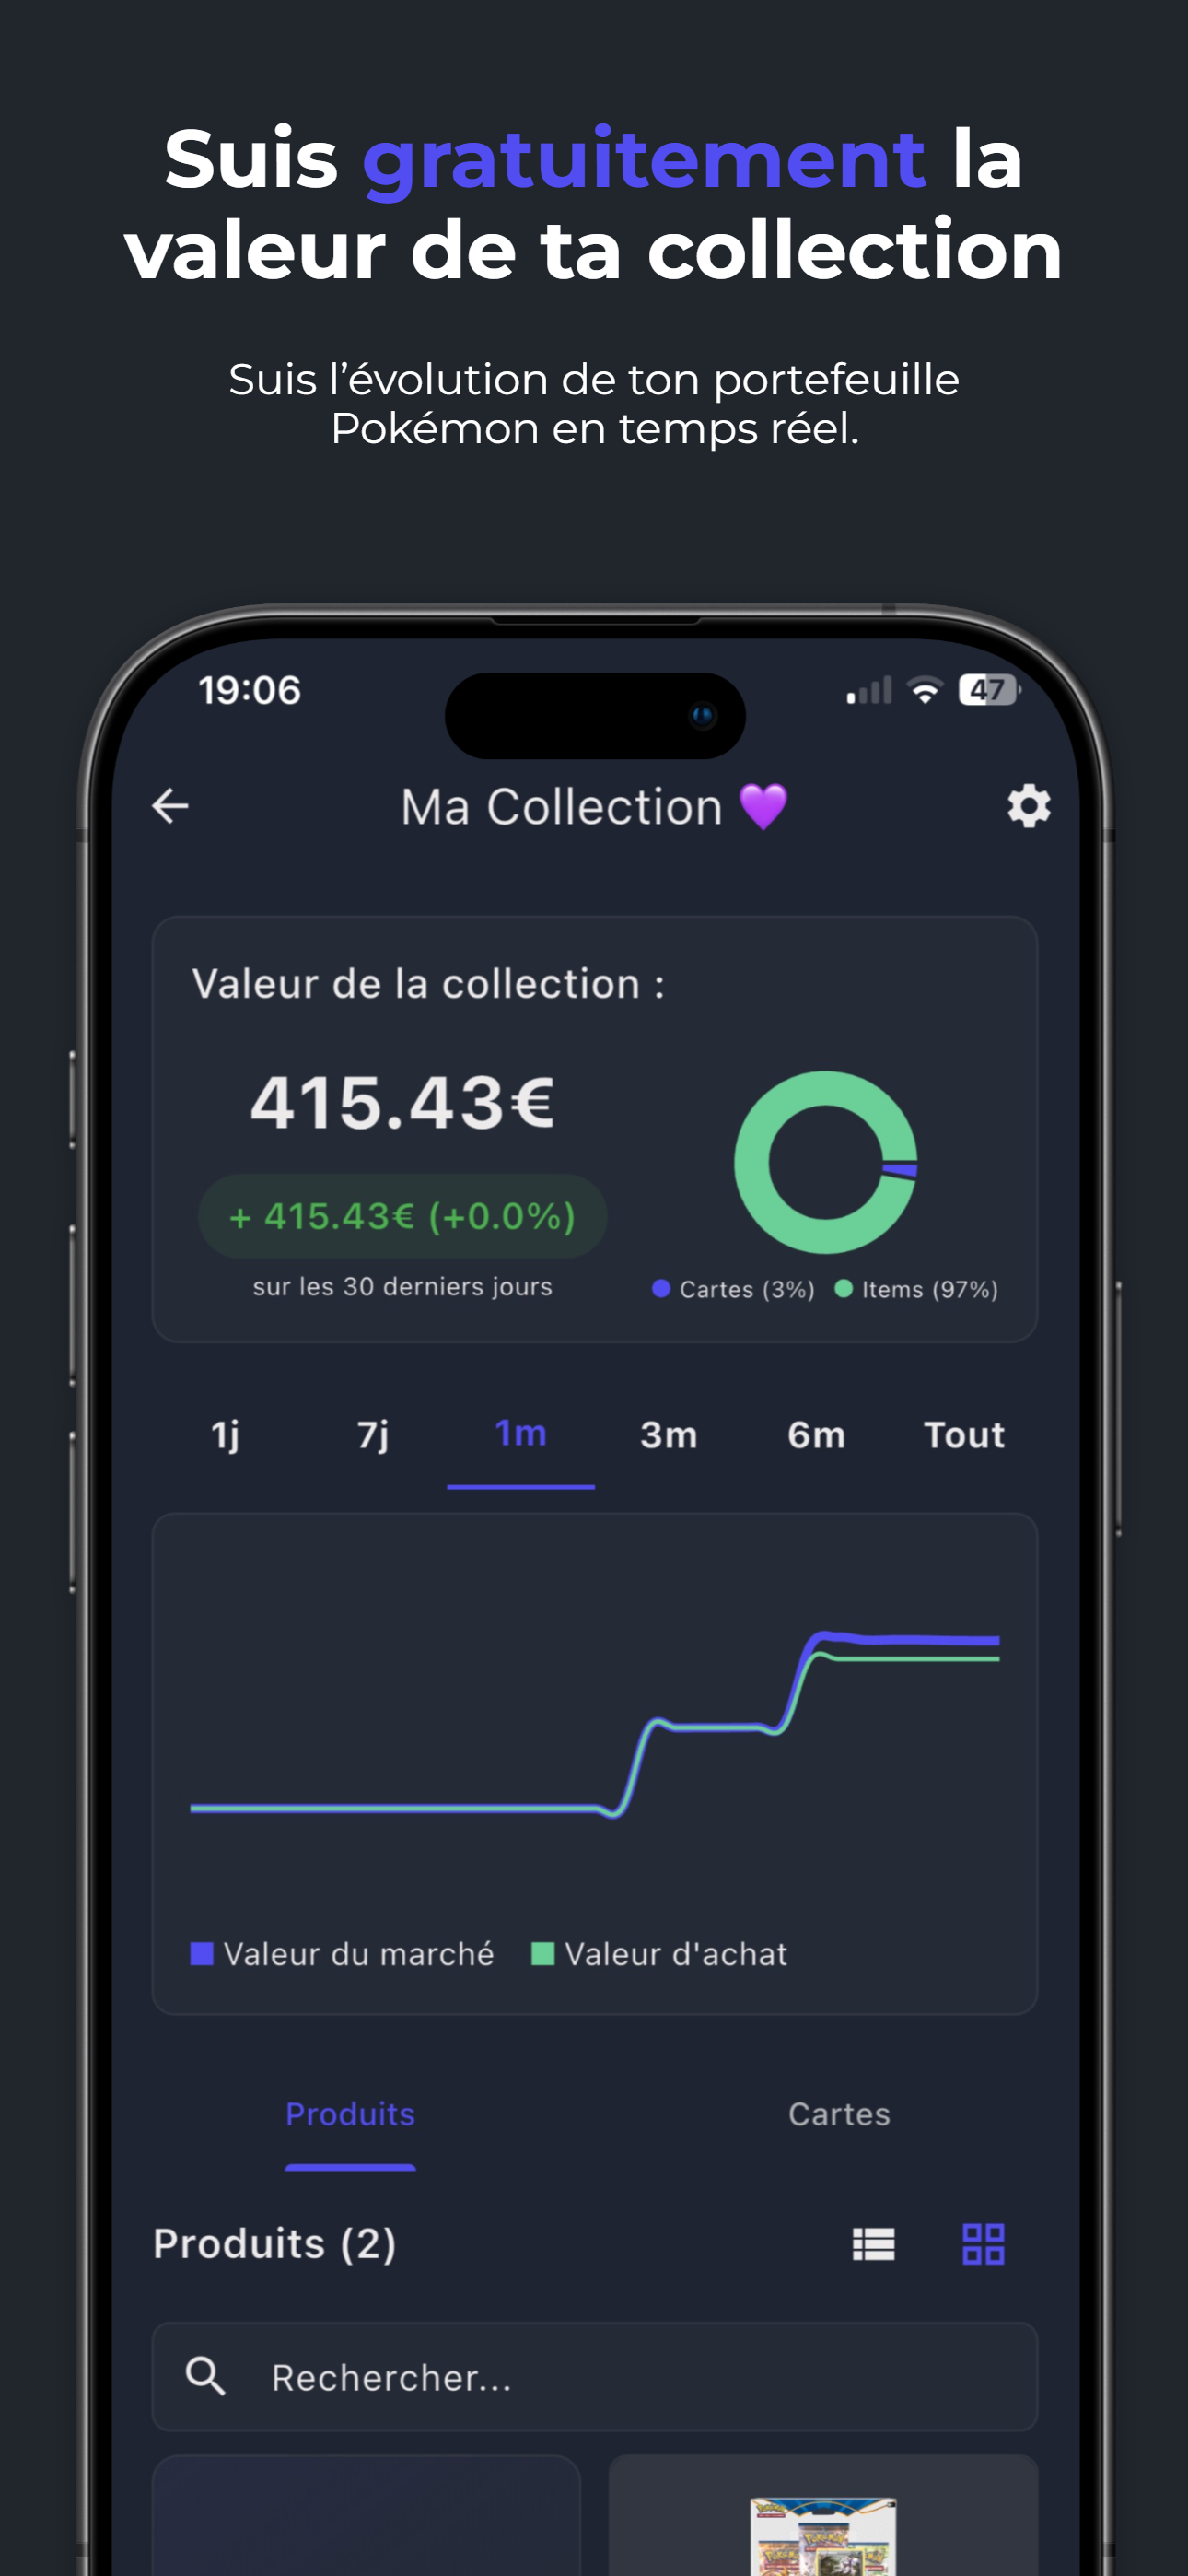 Suis gratuitement la
valeur de ta collection
Suis l’évolution de ton portefeuille
Pokémon en temps réel.
19:06
47
Ma Collection 💜
Valeur de la collection :
415.43€
+ 415.43€ (+0.0%)
sur les 30 derniers jours
Cartes (3%) Items (97%)
1j 7j 1m 3m 6m Tout
Valeur du marché Valeur d'achat
Produits Cartes
Produits (2)
Rechercher...